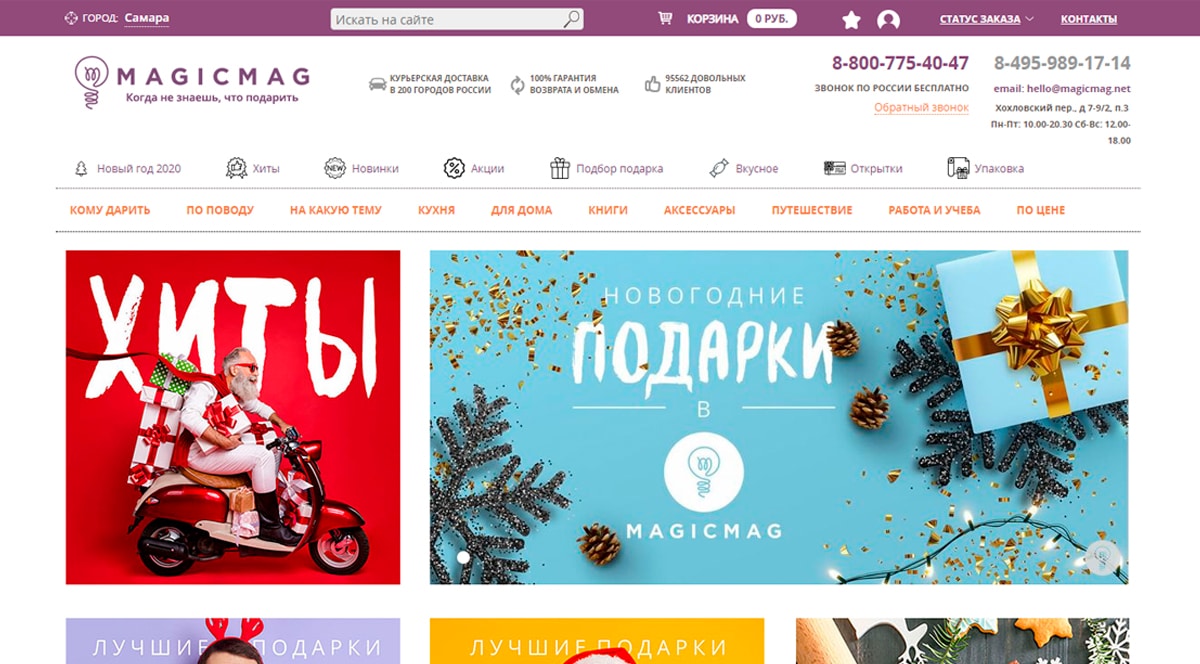 ГОРОД: Самара
Искать на сайте
КОРЗИНА 0 РУБ.
СТАТУС ЗАКАЗА
КОНТАКТЫ
MAGICMAG
Когда не знаешь, что подарить
КУРЬЕРСКАЯ ДОСТАВКА
В 200 ГОРОДОВ РОССИИ
100% ГАРАНТИЯ
ВОЗВРАТА И ОБМЕНА
95562 ДОВОЛЬНЫХ
КЛИЕНТОВ
8-800-775-40-47
ЗВОНОК ПО РОССИИ БЕСПЛАТНО
Обратный звонок
8-495-989-17-14
email: hello@magicmag.net
Хохловский пер., д 7-9/2, п.3
Пн-Пт: 10.00-20.30 Сб-Вс: 12.00-
18.00
Новый год 2020
Хиты
NEW Новинки
Акции
Подбор подарка
Вкусное
Открытки
Упаковка
КОМУ ДАРИТЬ
ПО ПОВОДУ
НА КАКУЮ ТЕМУ
КУХНЯ
ДЛЯ ДОМА
КНИГИ
АКСЕССУАРЫ
ПУТЕШЕСТВИЕ
РАБОТА И УЧЕБА
ПО ЦЕНЕ
ХИТЫ
НОВОГОДНИЕ
ПОДАРКИ
В
MAGICMAG
ЛУЧШИЕ ПОДАРКИ
ЛУЧШИЕ ПОДАРКИ